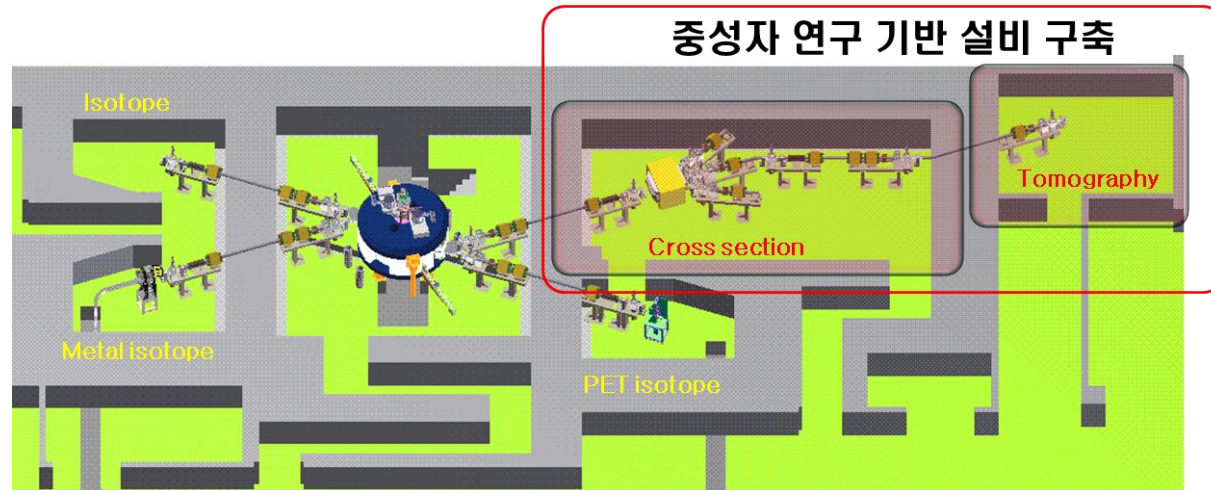 중성자 연구 기반 설비 구축
Isotope
Tomography
Cross section
Metal isotope
PET isotope